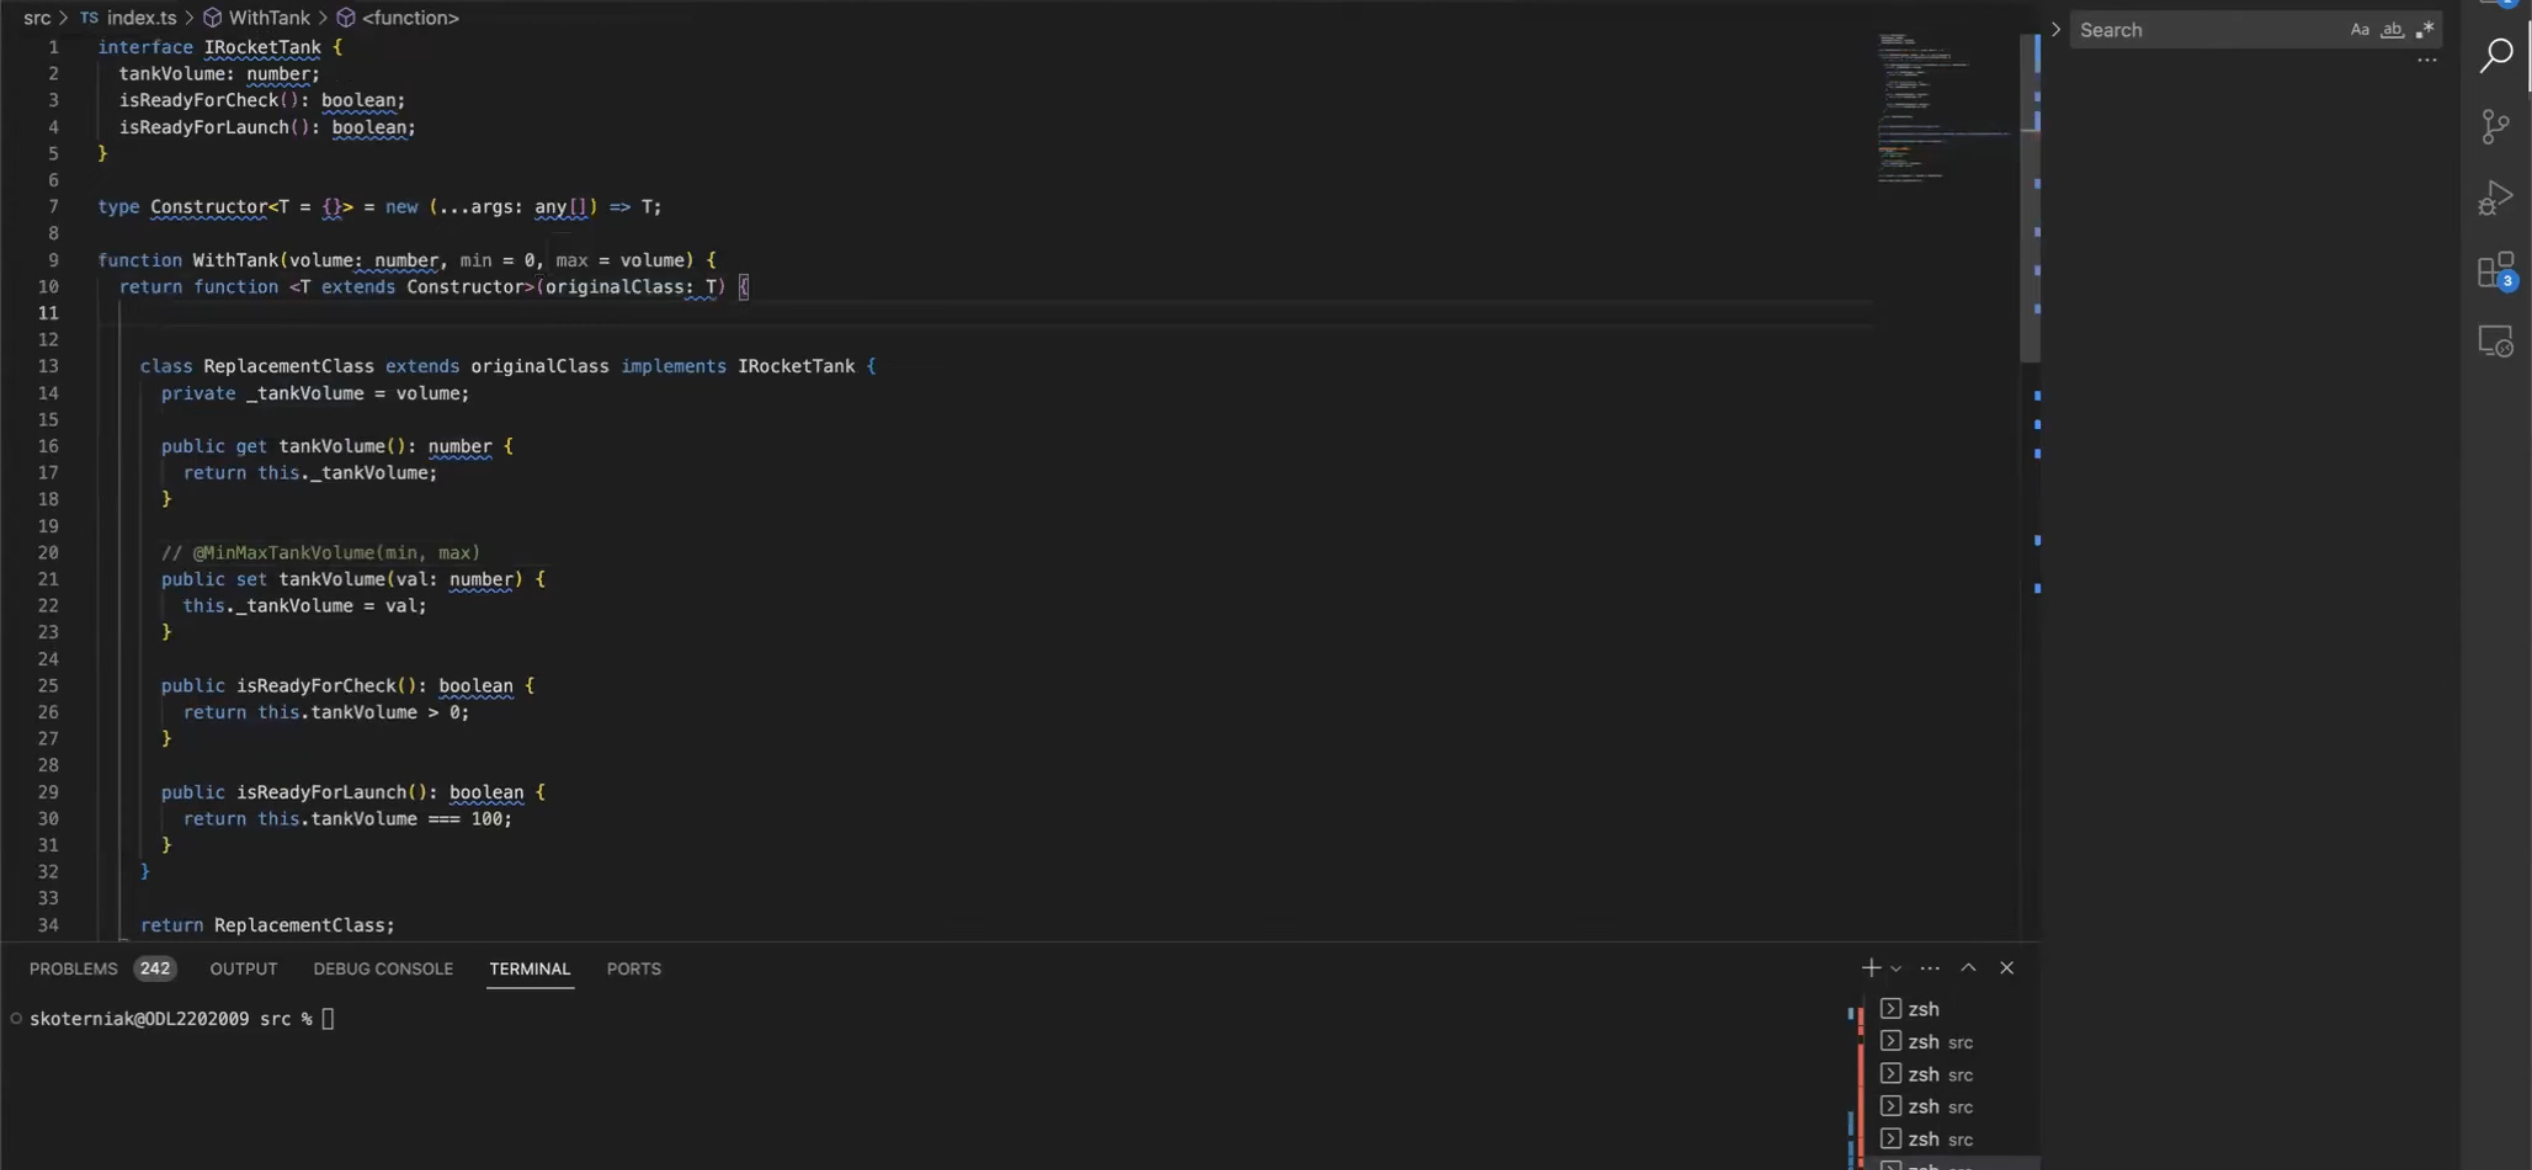 src > TS index.ts > WithTank > <function>
1 interface IRocketTank {
2 tankVolume: number;
3 isReadyForCheck(): boolean;
4 isReadyForLaunch(): boolean;
5 }
6
7 type Constructor<T = {}> = new (...args: any[]) => T;
8
9 function WithTank(volume: number, min = 0, max = volume) {
10 return function <T extends Constructor>(originalClass: T) {
11
12
13 class ReplacementClass extends originalClass implements IRocketTank {
14 private _tankVolume = volume;
15
16 public get tankVolume(): number {
17 return this._tankVolume;
18 }
19
20 // @MinMaxTankVolume(min, max)
21 public set tankVolume(val: number) {
22 this._tankVolume = val;
23 }
24
25 public isReadyForCheck(): boolean {
26 return this.tankVolume > 0;
27 }
28
29 public isReadyForLaunch(): boolean {
30 return this.tankVolume === 100;
31 }
32 }
33
34 return ReplacementClass;
Search Aa ab .*
...
3
PROBLEMS 242 OUTPUT DEBUG CONSOLE TERMINAL PORTS
skoterniak@ODL2202009 src %
zsh
zsh src
zsh src
zsh src
zsh src